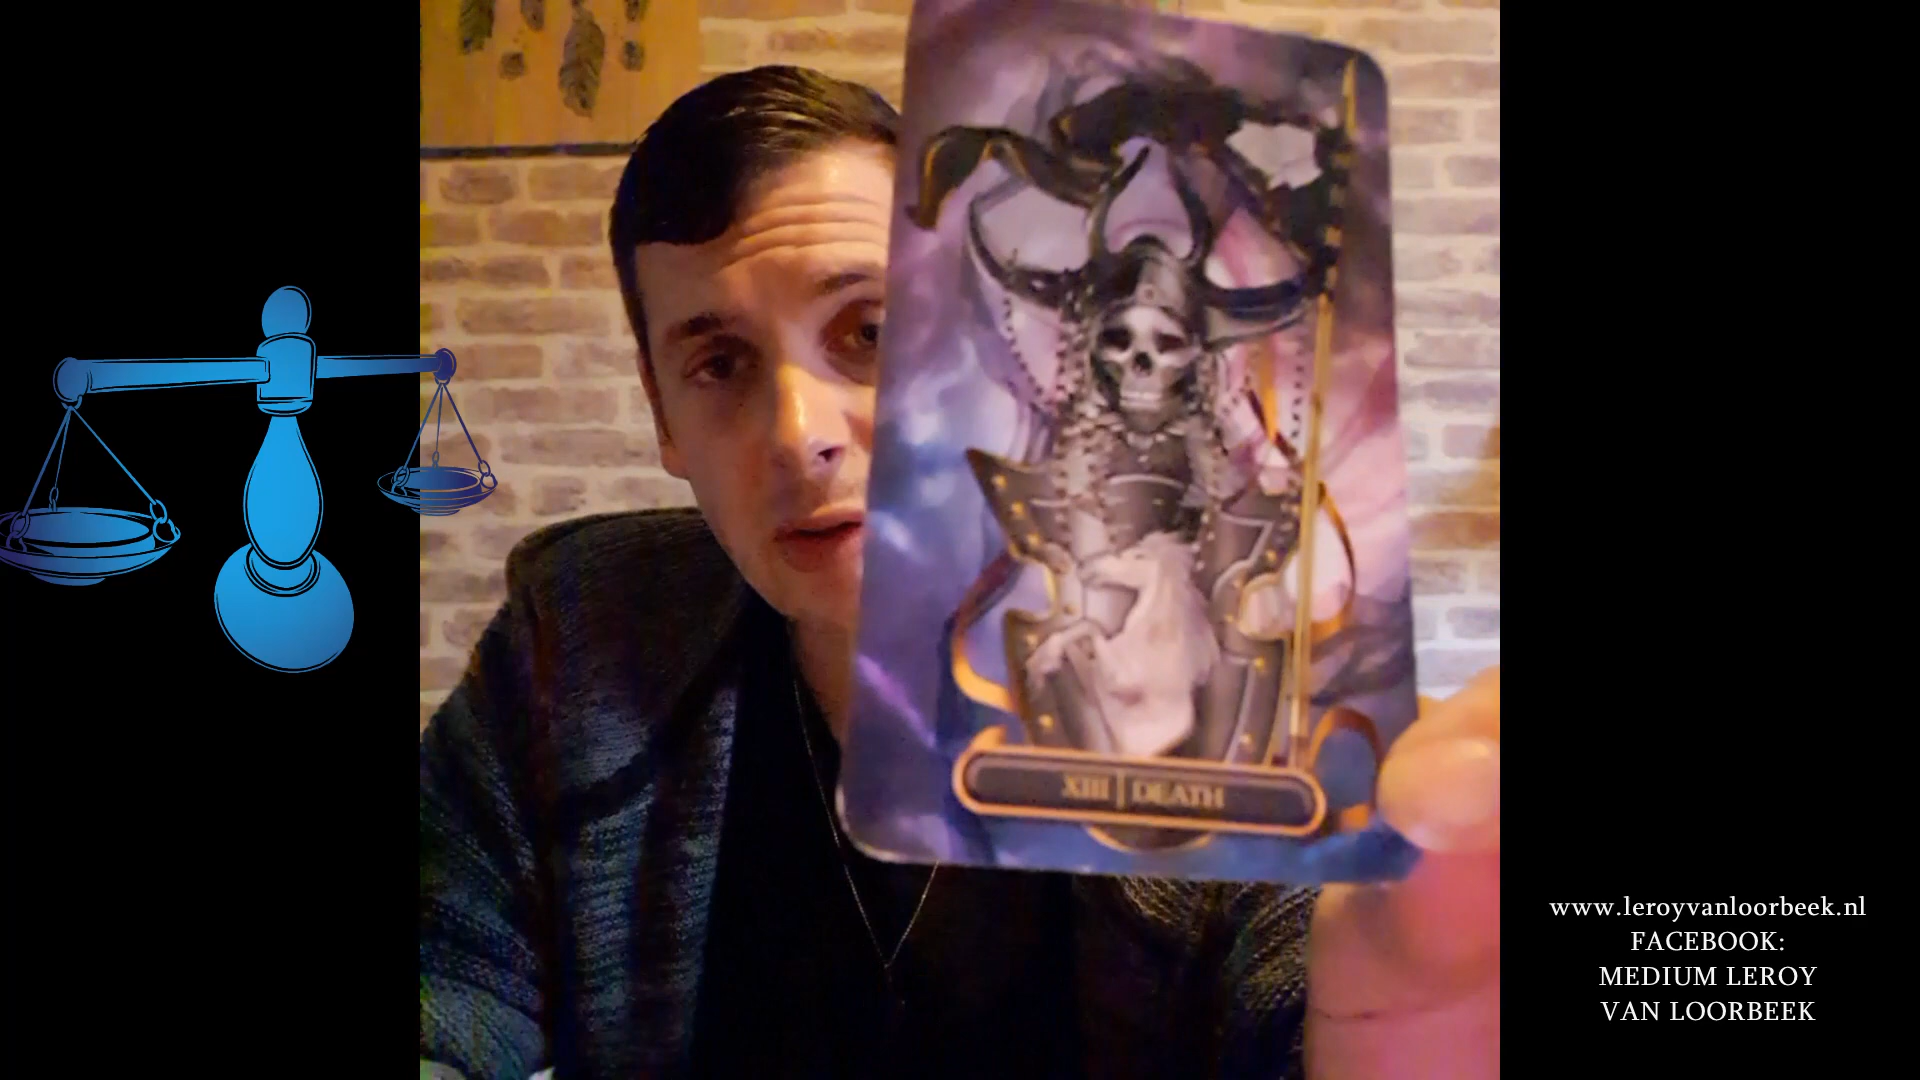 XIII | DEATH
www.leroyvanloorbeek.nl
FACEBOOK:
MEDIUM LEROY
VAN LOORBEEK